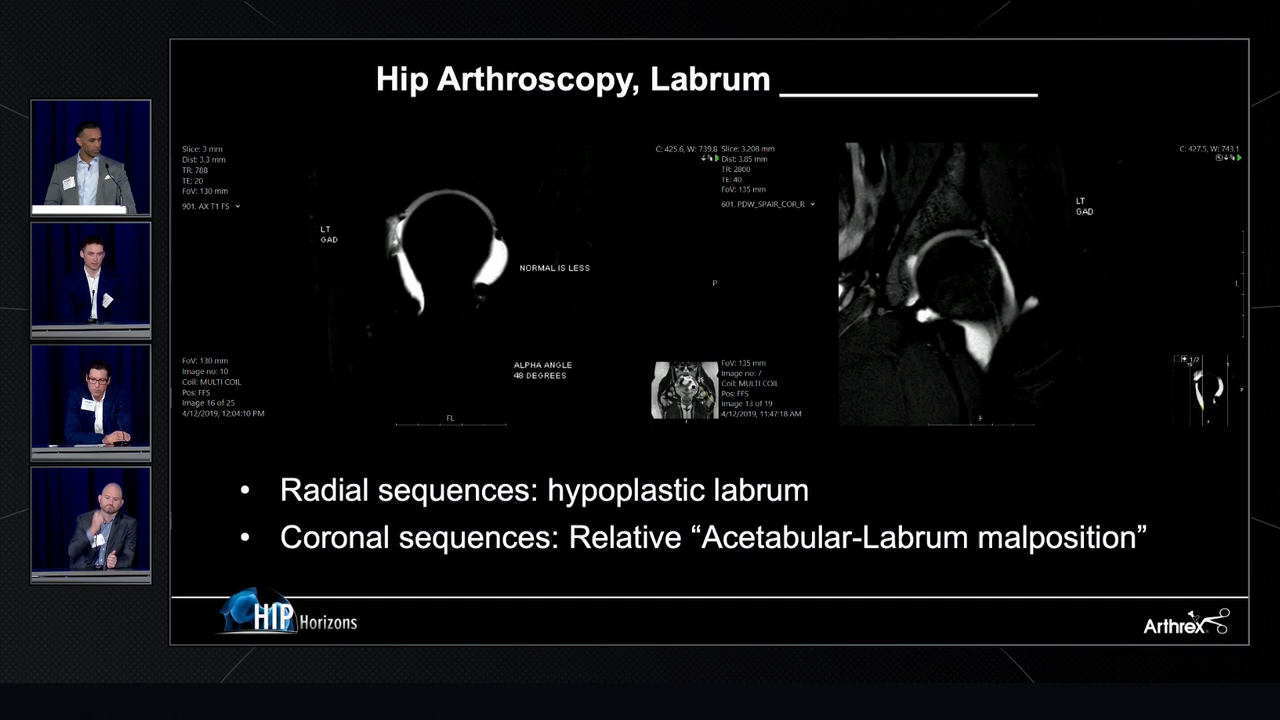 Hip Arthroscopy, Labrum
Slice: 3 mm
Dist: 3.3 mm
TR: 788
TE: 20
FoV: 130 mm
901. AX T1 FS
C: 425.6, W: 739.8
LT
GAD
NORMAL IS LESS
P
ALPHA ANGLE
48 DEGREES
FoV: 130 mm
Image no: 10
Coil: MULTI COIL
Pos: FFS
Image 16 of 25
4/12/2019, 12:04:10 PM
FL
Slice: 3.208 mm
Dist: 3.85 mm
TR: 2800
TE: 40
FoV: 135 mm
601. PDW_SPAIR_COR_R
C: 427.5, W: 743.1
LT
GAD
L
FoV: 135 mm
Image no: 7
Coil: MULTI COIL
Pos: FFS
Image 13 of 19
4/12/2019, 11:47:18 AM
F
1/2
P
• Radial sequences: hypoplastic labrum
• Coronal sequences: Relative “Acetabular-Labrum malposition”
HIP Horizons
Arthrex